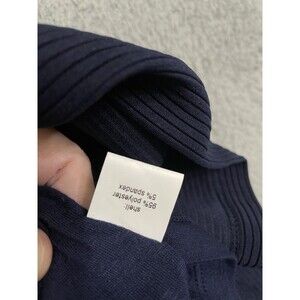 shell-
95% polyester
5% spandex